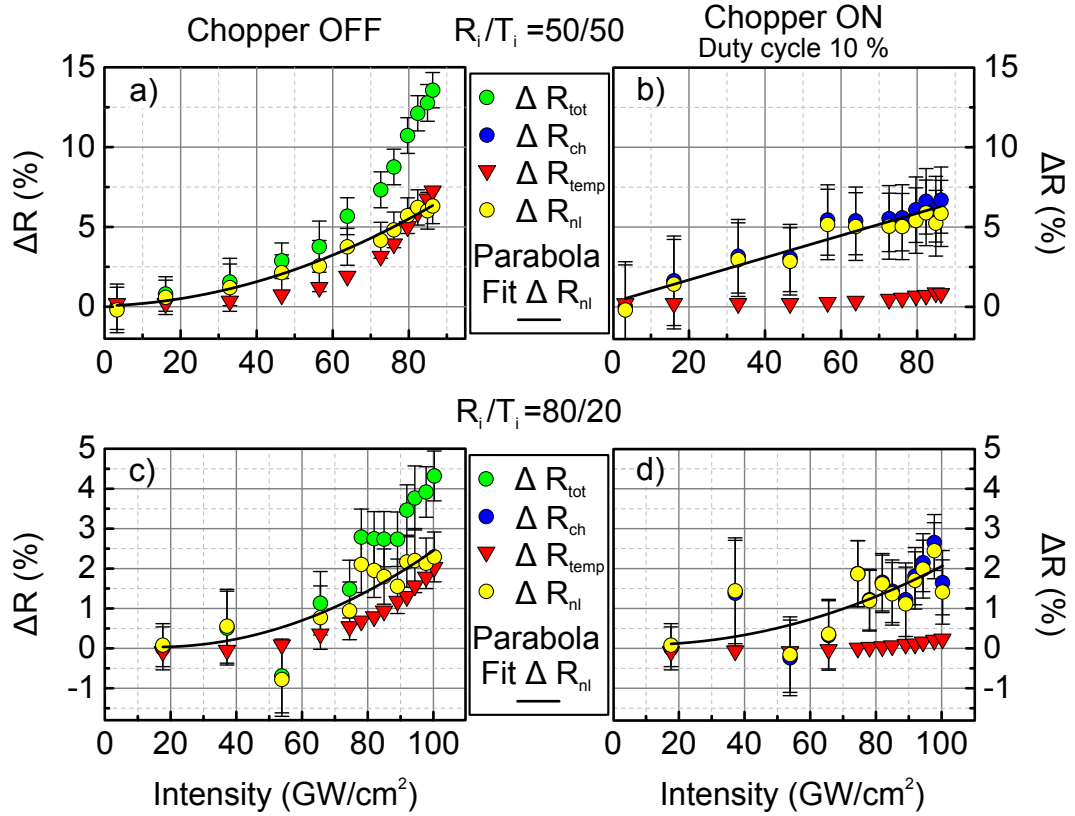 Chopper OFF
R_i/T_i =50/50
Chopper ON
Duty cycle 10 %
a)
15
10
5
0
0 20 40 60 80
ΔR (%)
Δ R_tot
Δ R_ch
Δ R_temp
Δ R_nl
Parabola
Fit Δ R_nl
b)
15
10
5
0
0 20 40 60 80
ΔR (%)
R_i/T_i =80/20
c)
5
4
3
2
1
0
-1
0 20 40 60 80 100
ΔR (%)
Intensity (GW/cm²)
Δ R_tot
Δ R_ch
Δ R_temp
Δ R_nl
Parabola
Fit Δ R_nl
d)
5
4
3
2
1
0
-1
0 20 40 60 80 100
ΔR (%)
Intensity (GW/cm²)